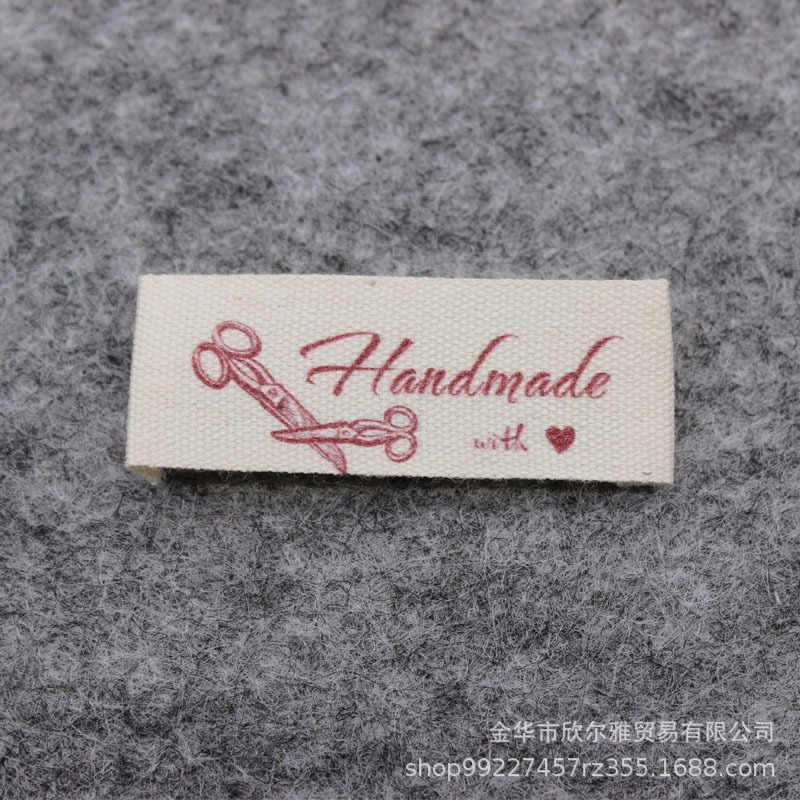 Handmade
with ♥
金华市欣尔雅贸易有限公司
shop99227457rz355.1688.com